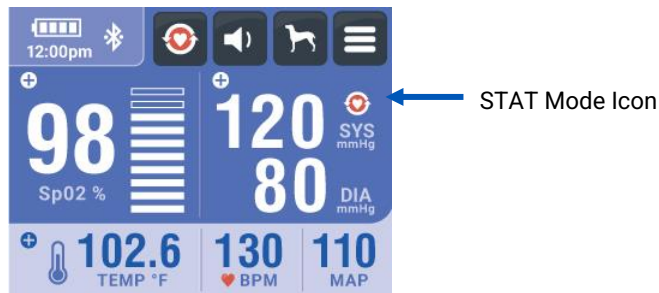 12:00pm
98
Sp02 %
120
SYS
mmHg
80
DIA
mmHg
102.6
TEMP °F
130
BPM
110
MAP
STAT Mode Icon